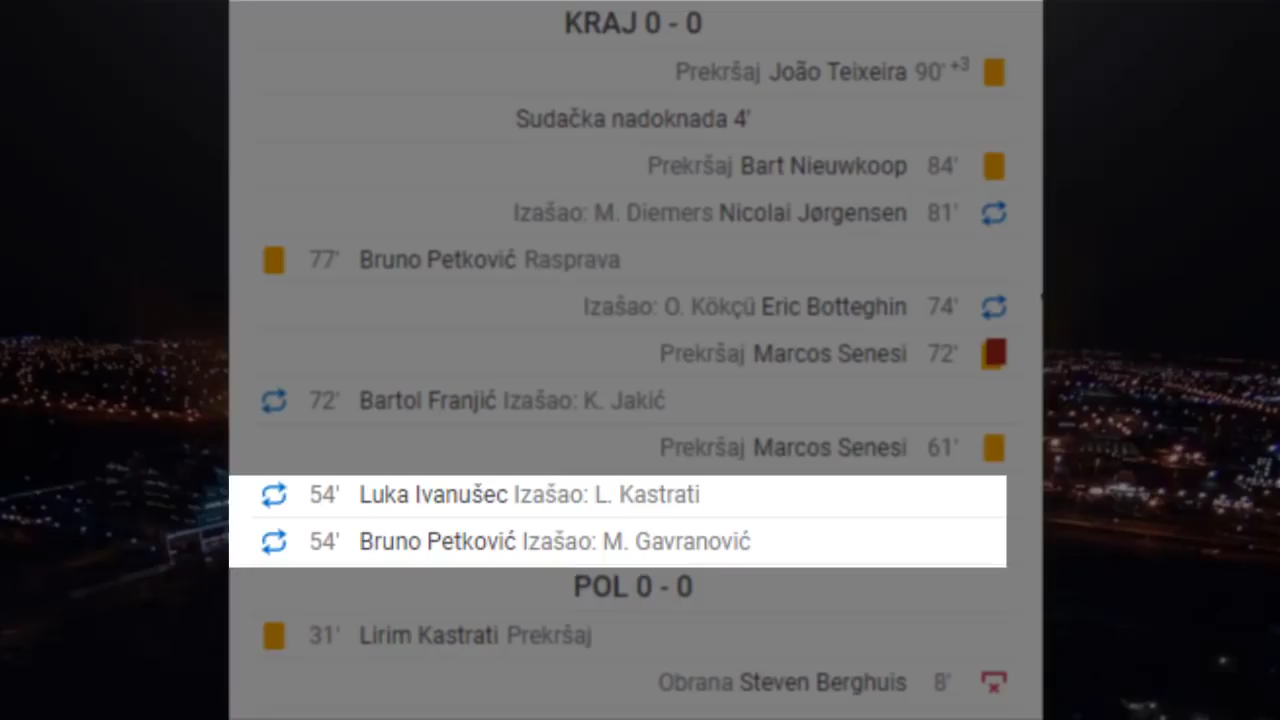 KRAJ 0 - 0
Prekršaj João Teixeira 90' +3
Sudačka nadoknada 4'
Prekršaj Bart Nieuwkoop 84'
Izašao: M. Diemers Nicolai Jørgensen 81'
77' Bruno Petković Rasprava
Izašao: O. Kökçü Eric Botteghin 74'
Prekršaj Marcos Senesi 72'
72' Bartol Franjić Izašao: K. Jakić
Prekršaj Marcos Senesi 61'
54' Luka Ivanušec Izašao: L. Kastrati
54' Bruno Petković Izašao: M. Gavranović
POL 0 - 0
31' Lirim Kastrati Prekršaj
Obrana Steven Berghuis 8'